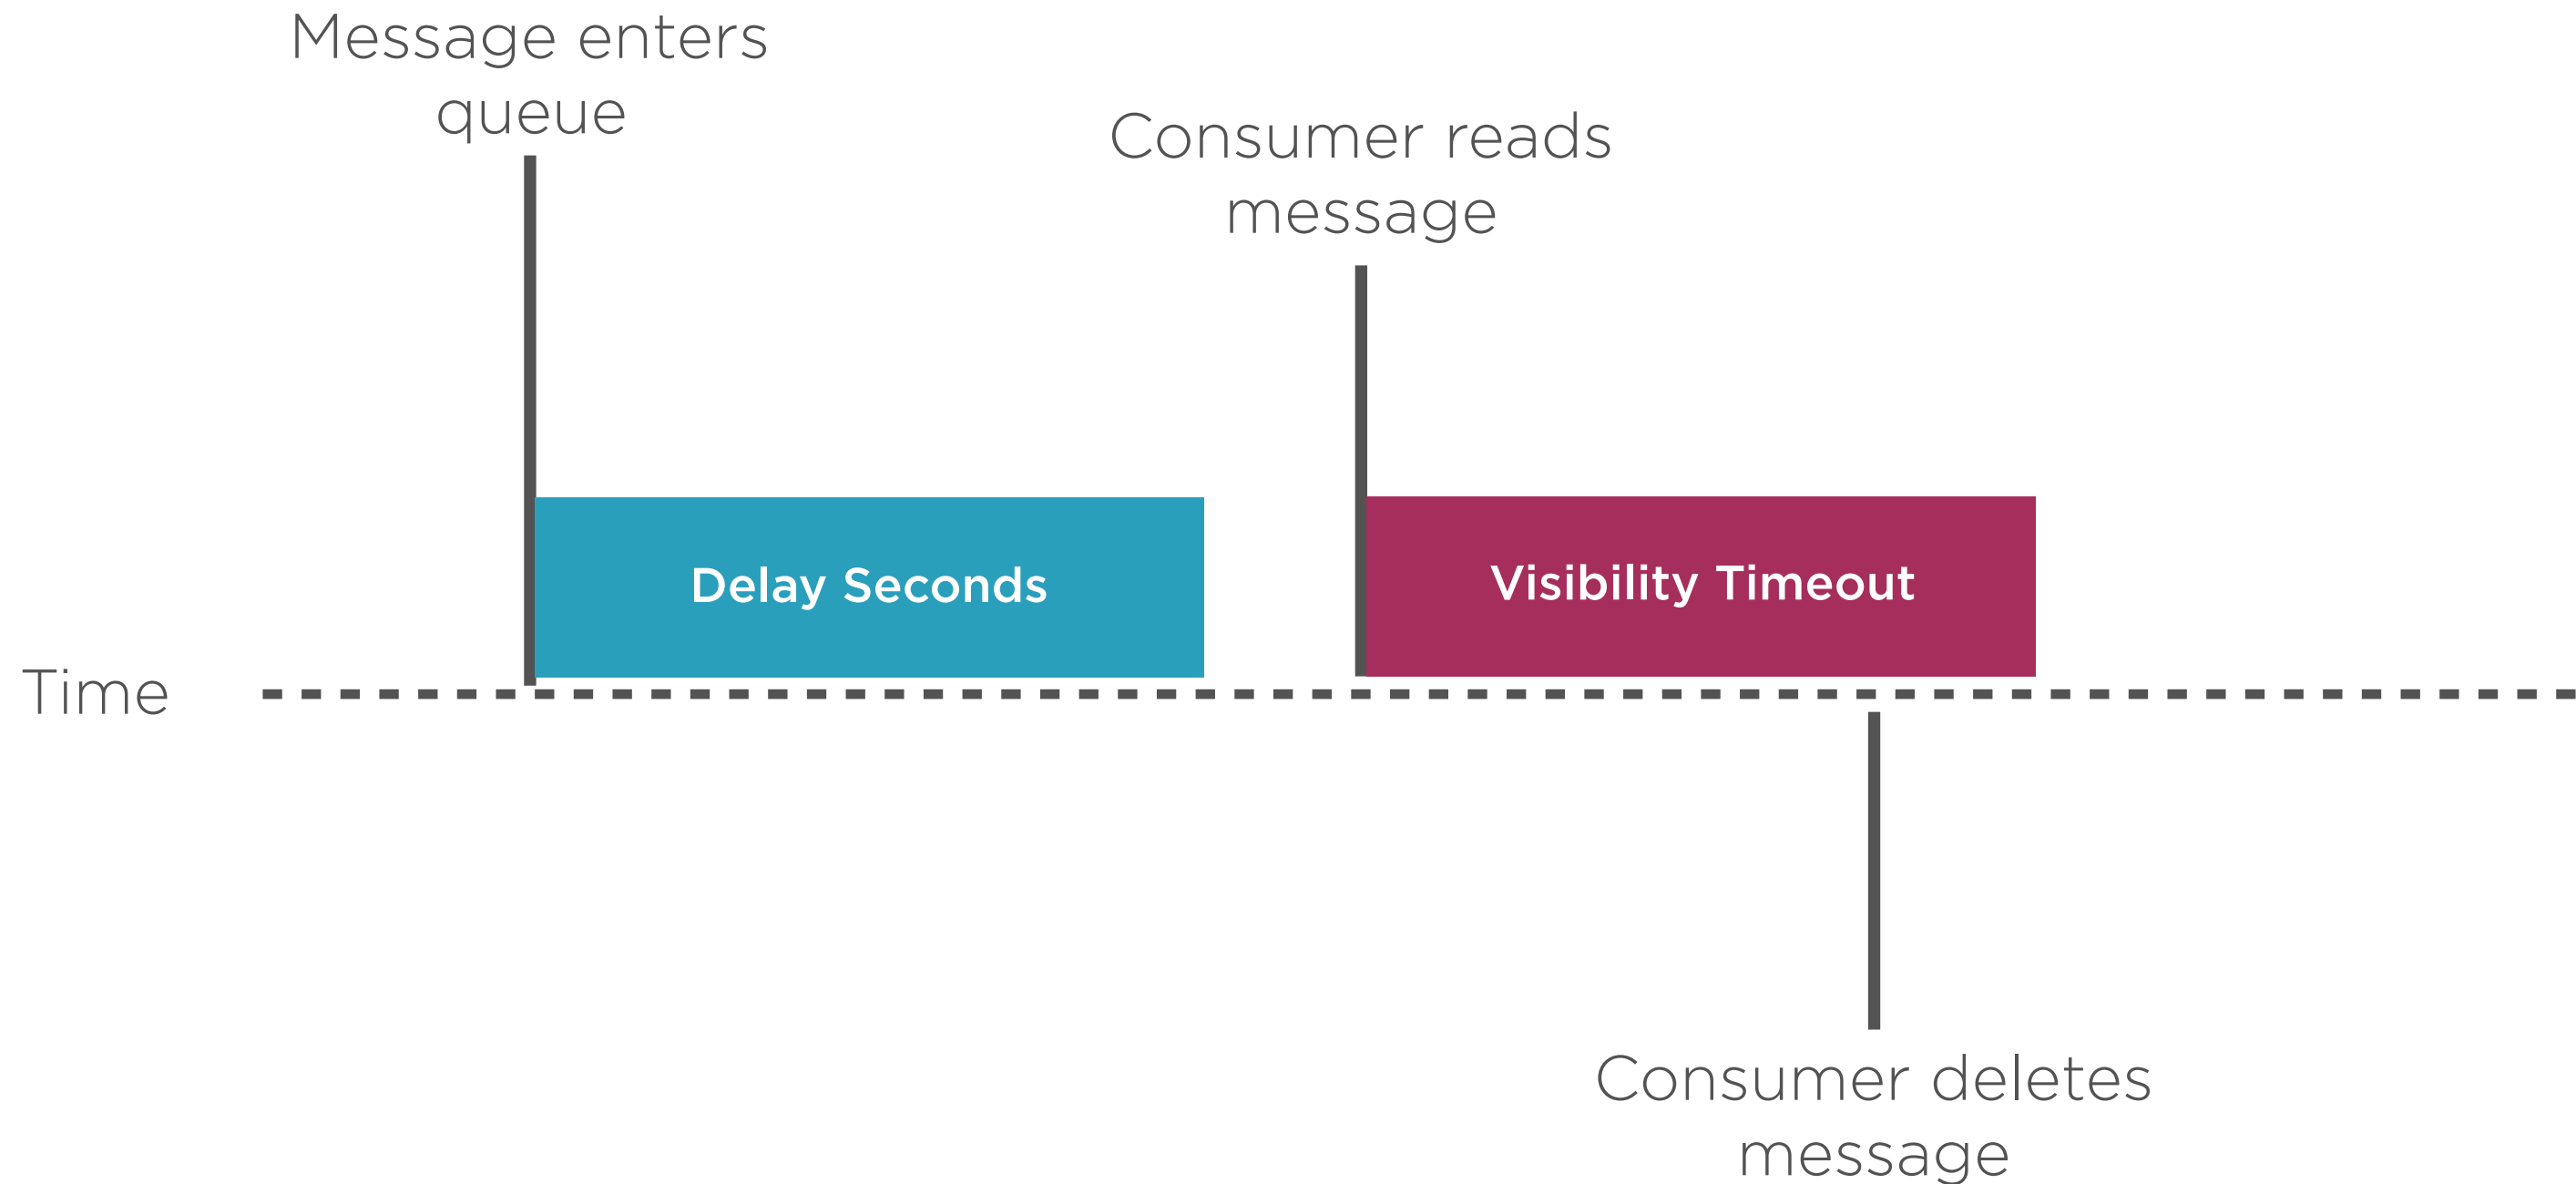 Message enters
queue
Consumer reads
message
Delay Seconds
Visibility Timeout
Time
Consumer deletes
message